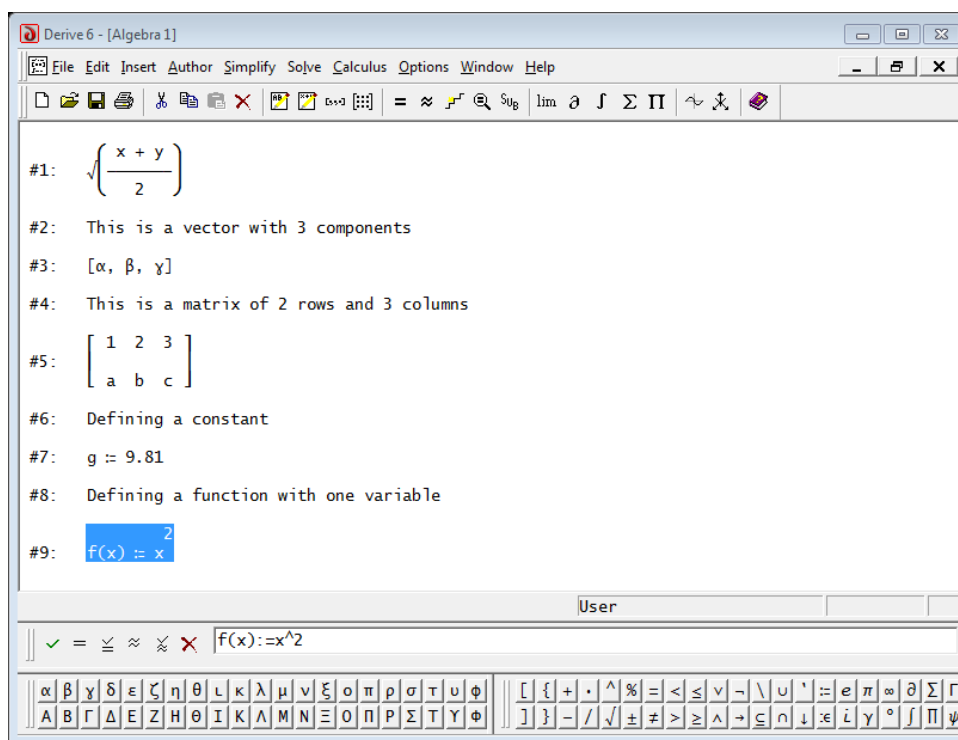 Derive 6 - [Algebra 1]
File Edit Insert Author Simplify Solve Calculus Options Window Help
= ≈ SUB lim ∂ ∫ Σ Π
#1: √((x + y)/2)
#2: This is a vector with 3 components
#3: [α, β, γ]
#4: This is a matrix of 2 rows and 3 columns
#5: [1 2 3
a b c]
#6: Defining a constant
#7: g ≔ 9.81
#8: Defining a function with one variable
#9: f(x) ≔ x^2
User
= ≈ f(x):=x^2
α β γ δ ε ζ η θ ι κ λ μ ν ξ ο π ρ σ τ υ φ [ { + · ^ % = < ≤ ∨ ¬ \ ∪ ' ≔ e π ∞ ∂ Σ Γ
Α Β Γ Δ Ε Ζ Η Θ Ι Κ Λ Μ Ν Ξ Ο Π Ρ Σ Τ Υ Φ ] } − / √ ± ≠ > ≥ ∧ → ⊆ ∩ ↓ :∈ i γ ° ∫ Π ψ